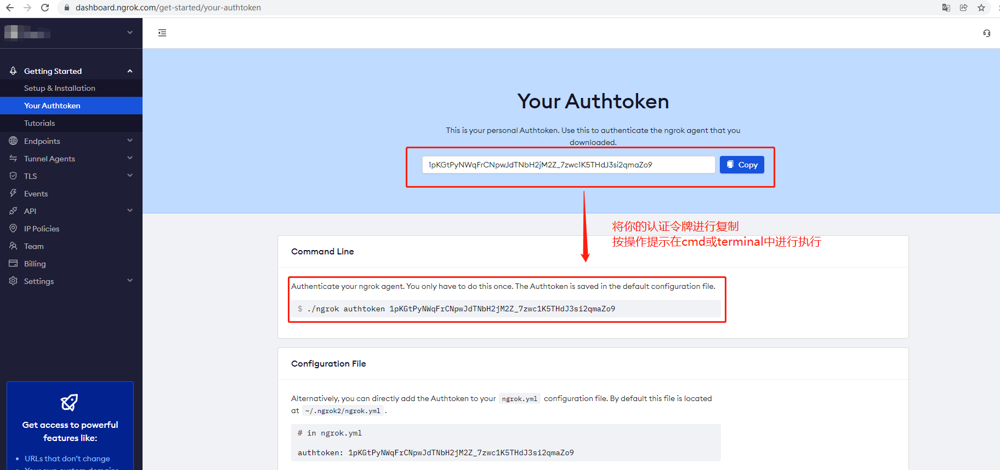 dashboard.ngrok.com/get-started/your-authtoken
Getting Started
Setup & Installation
Your Authtoken
Tutorials
Endpoints
Tunnel Agents
TLS
Events
API
IP Policies
Team
Billing
Settings
Get access to powerful
features like:
• URLs that don't change
• Your own custom domains
Your Authtoken
This is your personal Authtoken. Use this to authenticate the ngrok agent that you
downloaded.
1pKGtPyNWqFrCNpwJdTNbH2jM2Z_7zwc1K5THdJ3si2qmaZo9
Copy
将你的认证令牌进行复制
按操作提示在cmd或terminal中进行执行
Command Line
Authenticate your ngrok agent. You only have to do this once. The Authtoken is saved in the default configuration file.
$ ./ngrok authtoken 1pKGtPyNWqFrCNpwJdTNbH2jM2Z_7zwc1K5THdJ3si2qmaZo9
Configuration File
Alternatively, you can directly add the Authtoken to your ngrok.yml configuration file. By default this file is located
at ~/.ngrok2/ngrok.yml .
# in ngrok.yml
authtoken: 1pKGtPyNWqFrCNpwJdTNbH2jM2Z_7zwc1K5THdJ3si2qmaZo9